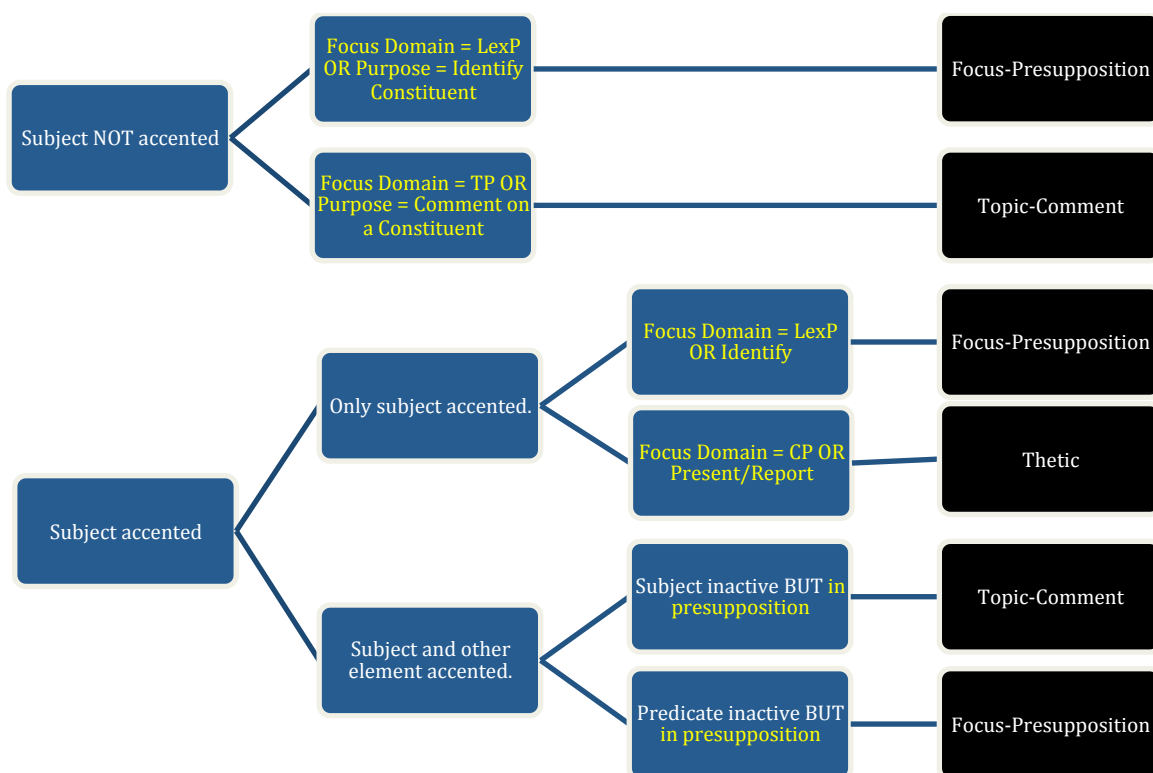 Focus Domain = LexP
OR Purpose = Identify
Constituent
Focus-Presupposition
Subject NOT accented
Focus Domain = TP OR
Purpose = Comment on
a Constituent
Topic-Comment
Focus Domain = LexP
OR Identify
Focus-Presupposition
Only subject accented.
Focus Domain = CP OR
Present/Report
Thetic
Subject accented
Subject inactive BUT in
presupposition
Topic-Comment
Subject and other
element accented.
Predicate inactive BUT
in presupposition
Focus-Presupposition